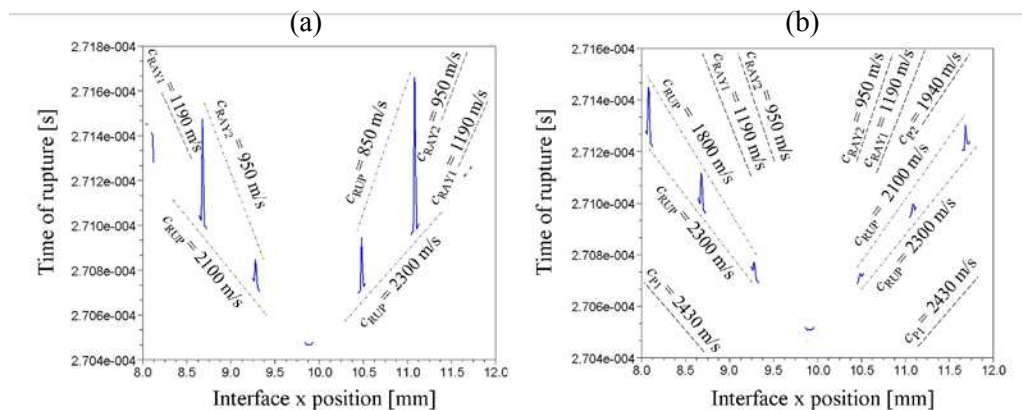 (a)
(b)
2.718e-004
2.716e-004
2.714e-004
2.712e-004
2.710e-004
2.708e-004
2.706e-004
2.704e-004
Time of rupture [s]
8.0 8.5 9.0 9.5 10.0 10.5 11.0 11.5 12.0
Interface x position [mm]
cRAY1 = 1190 m/s
cRAY2 = 950 m/s
cRUP = 2100 m/s
cRUP = 850 m/s
cRAY2 = 950 m/s
cRAY1 = 1190 m/s
cRUP = 2300 m/s
2.716e-004
2.714e-004
2.712e-004
2.710e-004
2.708e-004
2.706e-004
2.704e-004
Time of rupture [s]
8.0 8.5 9.0 9.5 10.0 10.5 11.0 11.5 12.0
Interface x position [mm]
cRUP = 1800 m/s
cRAY1 = 1190 m/s
cRAY2 = 950 m/s
cRUP = 2300 m/s
cP1 = 2430 m/s
cRAY2 = 950 m/s
cRAY1 = 1190 m/s
cP2 = 1940 m/s
cRUP = 2100 m/s
cRUP = 2300 m/s
cP1 = 2430 m/s